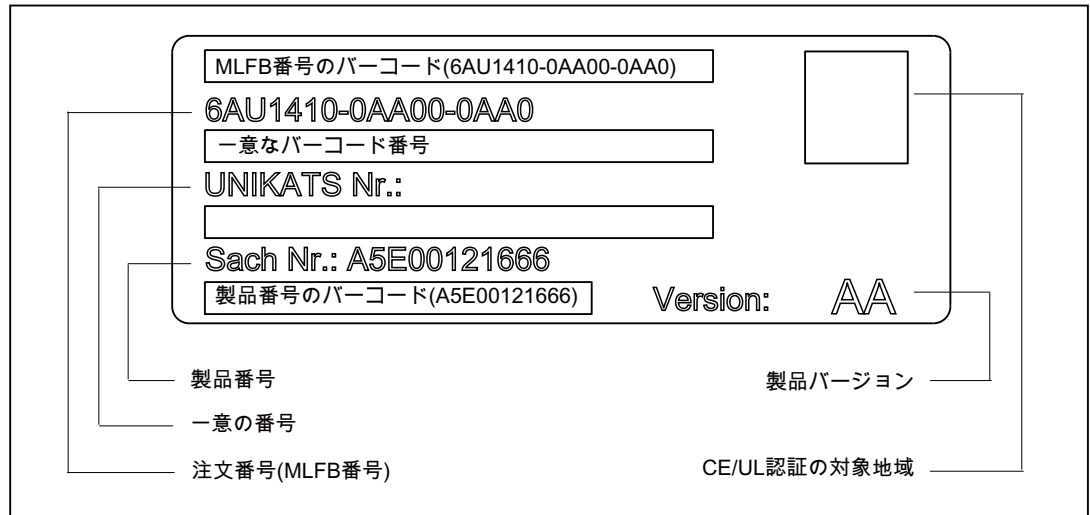 MLFB番号のバーコード(6AU1410-0AA00-0AA0)
6AU1410-0AA00-0AA0
一意なバーコード番号
UNIKATS Nr.:
Sach Nr.: A5E00121666
製品番号のバーコード(A5E00121666)
Version: AA
製品番号
製品バージョン
一意の番号
注文番号(MLFB番号)
CE/UL認証の対象地域